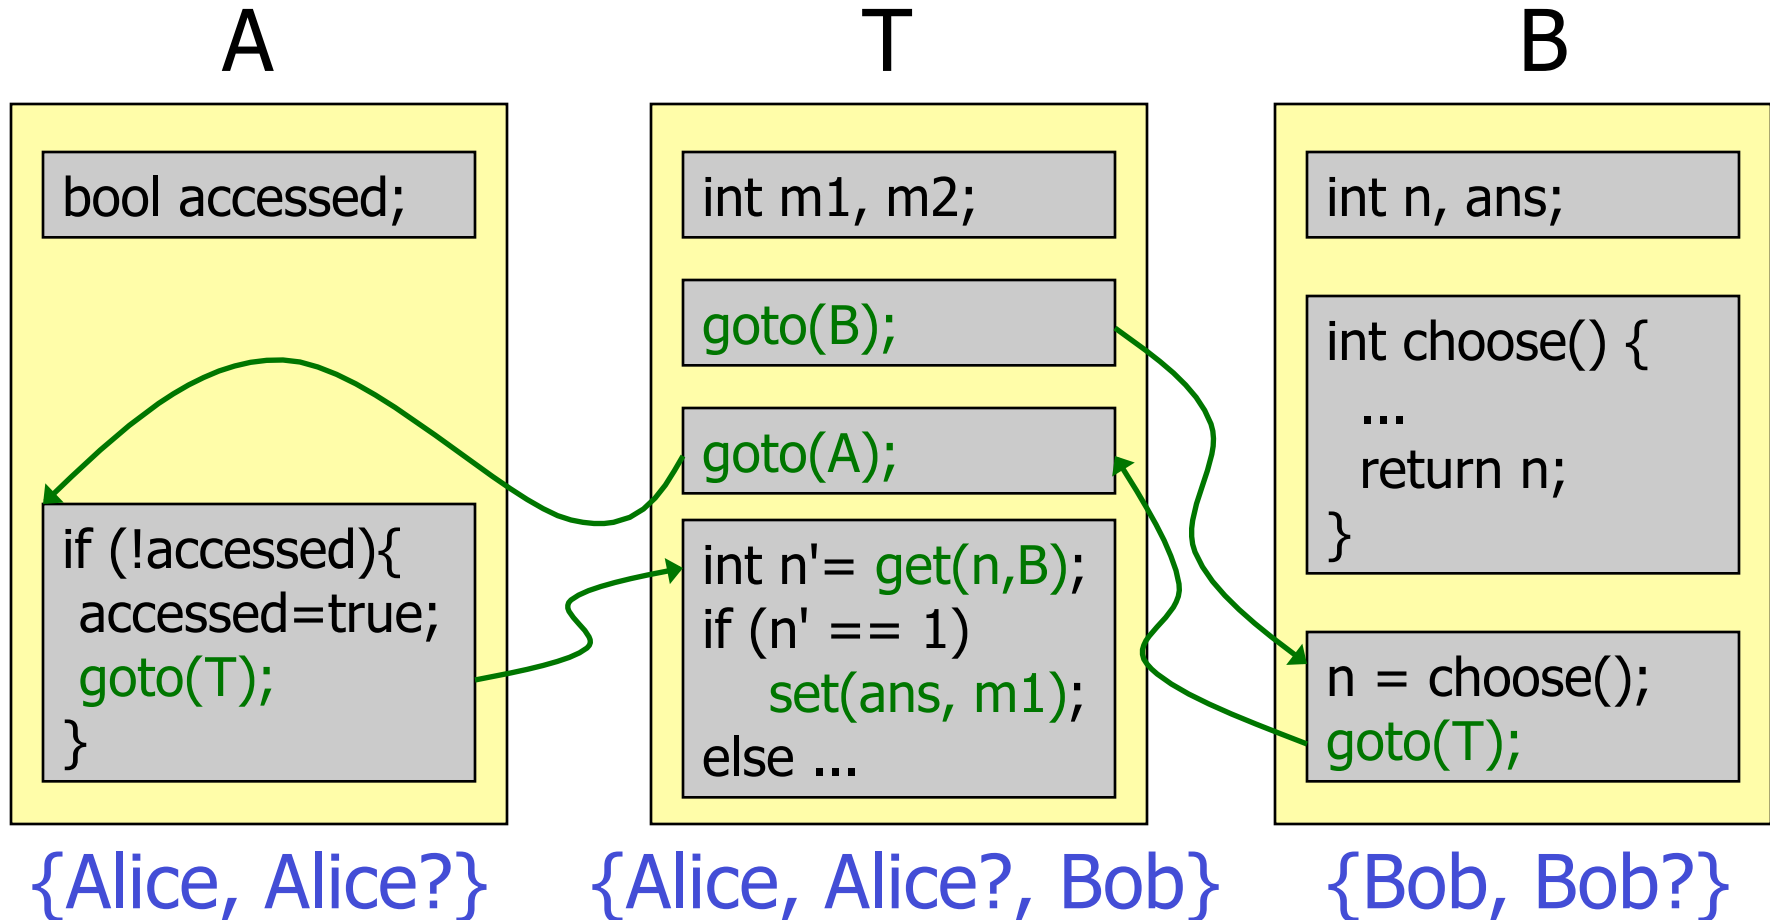 A
bool accessed;
if (!accessed){
accessed=true;
goto(T);
}
{Alice, Alice?}
T
int m1, m2;
goto(B);
goto(A);
int n'= get(n,B);
if (n' == 1)
set(ans, m1);
else ...
{Alice, Alice?, Bob}
B
int n, ans;
int choose() {
...
return n;
}
n = choose();
goto(T);
{Bob, Bob?}